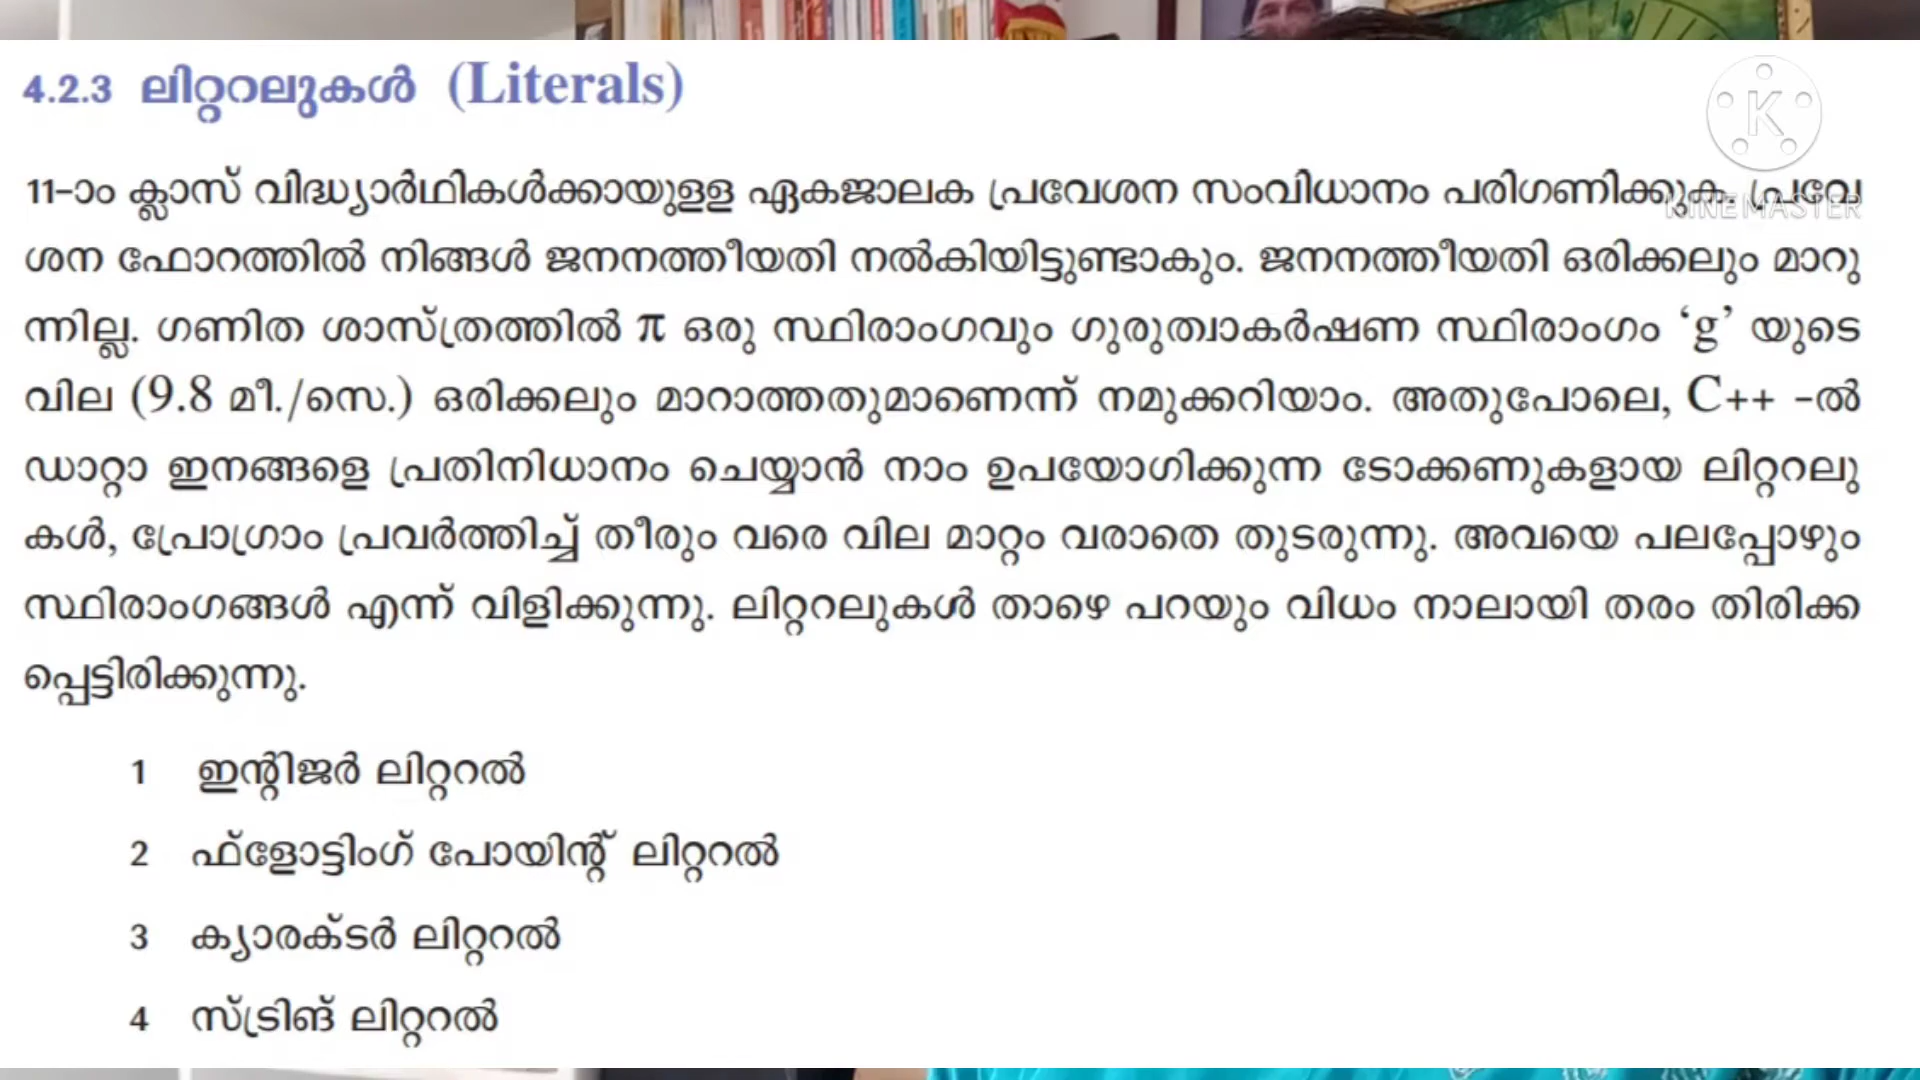 4.2.3 ലിറ്ററലുകൾ (Literals)
K
KINEMASTER
11-ാം ക്ലാസ് വിദ്ധ്യാർഥികൾക്കായുള്ള ഏകജാലക പ്രവേശന സംവിധാനം പരിഗണിക്കുക. പ്രവേ
ശന ഫോറത്തിൽ നിങ്ങൾ ജനനത്തീയതി നൽകിയിട്ടുണ്ടാകും. ജനനത്തീയതി ഒരിക്കലും മാറു
ന്നില്ല. ഗണിത ശാസ്ത്രത്തിൽ π ഒരു സ്ഥിരാംഗവും ഗുരുത്വാകർഷണ സ്ഥിരാംഗം ‘g’ യുടെ
വില (9.8 മീ./സെ.) ഒരിക്കലും മാറാത്തതുമാണെന്ന് നമുക്കറിയാം. അതുപോലെ, C++ -ൽ
ഡാറ്റാ ഇനങ്ങളെ പ്രതിനിധാനം ചെയ്യാൻ നാം ഉപയോഗിക്കുന്ന ടോക്കണുകളായ ലിറ്ററലു
കൾ, പ്രോഗ്രാം പ്രവർത്തിച്ച് തീരും വരെ വില മാറ്റം വരാതെ തുടരുന്നു. അവയെ പലപ്പോഴും
സ്ഥിരാംഗങ്ങൾ എന്ന് വിളിക്കുന്നു. ലിറ്ററലുകൾ താഴെ പറയും വിധം നാലായി തരം തിരിക്ക
പ്പെട്ടിരിക്കുന്നു.
1 ഇന്റിജർ ലിറ്ററൽ
2 ഫ്ളോട്ടിംഗ് പോയിന്റ് ലിറ്ററൽ
3 ക്യാരക്ടർ ലിറ്ററൽ
4 സ്ട്രിങ് ലിറ്ററൽ